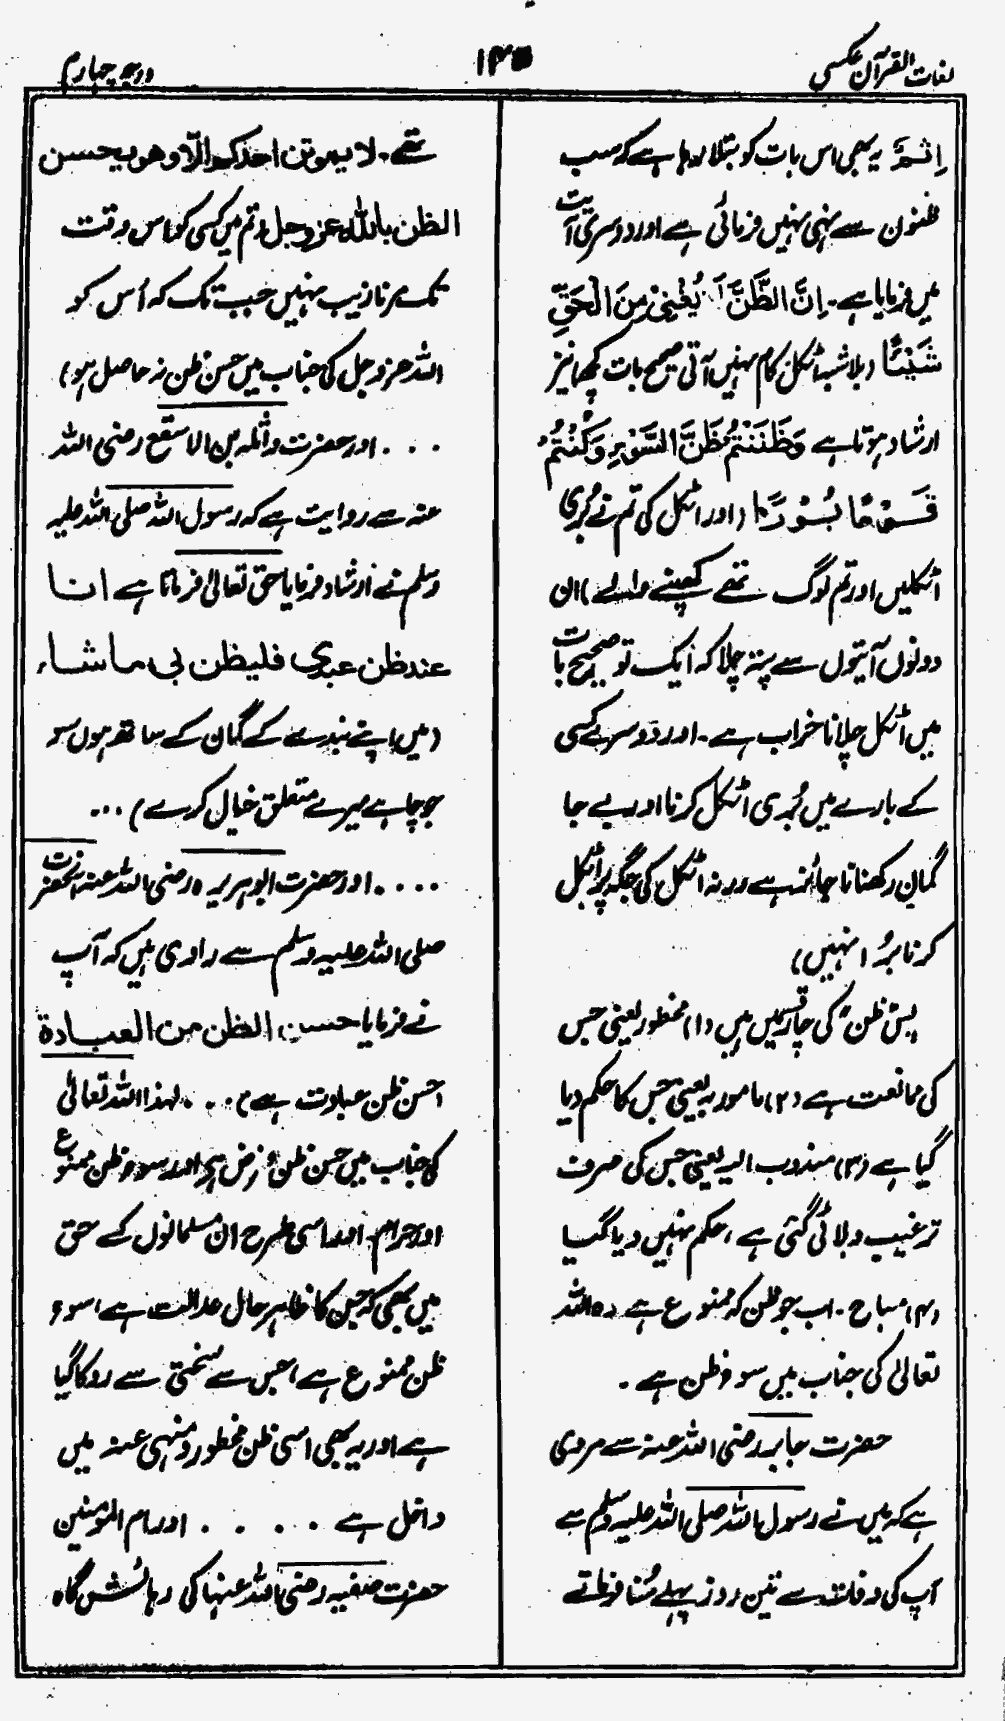 لغات القرآن عکسی
درجہ چہارم
اِثْمٌ یہ بھی اس بات کو بتلا رہا ہے کہ سب
ظنون سے نہی نہیں فرمائی ہے اور دوسری آیت
میں فرمایا ہے۔ اِنَّ الظَّنَّ لَا یُغْنِیْ مِنَ الْحَقِّ
شَیْئًا (بلا شبہ اٹکل کام نہیں آتی صحیح بات کچھ) نیز
ارشاد ہوتا ہے وَظَنَنْتُمْ ظَنَّ السَّوْءِ وَکُنْتُمْ
قَوْمًا بُوْرًا (اور اٹکل کی تم نے بُری
اٹکلیں اور تم لوگ تھے کھپنے والے) ان
دونوں آیتوں سے پتہ چلا کہ ایک تو صحیح بات
میں اٹکل چلانا خراب ہے۔ اور دوسرے کسی
کے بارے میں بُری اٹکل کرنا اور بے جا
گمان رکھنا ناجائز ہے ورنہ اٹکل کی جگہ پر اٹکل
کرنا بُرا نہیں)
پس ظن کی چار قسمیں ہیں (۱) محظور یعنی جس
کی ممانعت ہے (۲) مامور بہ یعنی جس کا حکم دیا
گیا ہے (۳) مندوب الیہ یعنی جس کی صرف
ترغیب دلائی گئی ہے، حکم نہیں دیا گیا
(۴) مباح۔ اب جو ظن کہ ممنوع ہے وہ اللہ
تعالیٰ کی جناب میں سوء ظن ہے۔
حضرت جابر رضی اللہ عنہ سے مروی
ہے کہ میں نے رسول اللہ صلی اللہ علیہ وسلم سے
آپ کی وفات سے تین روز پہلے سُنا فرماتے
تھے۔ لا یموتن احدکم الّا وھو یحسن
الظن باللہ عز وجل (تم میں کسی کو اس وقت
تک مرنا زیب نہیں جب تک کہ اُس کو
اللہ عزوجل کی جناب میں حسن ظن نہ حاصل ہو)
. . . اور حضرت واثلہ بن الاسقع رضی اللہ
عنہ سے روایت ہے کہ رسول اللہ صلی اللہ علیہ
وسلم نے ارشاد فرمایا حق تعالیٰ فرماتا ہے انا
عند ظن عبدی فلیظن بی ما شاء
(میں اپنے بندے کے گمان کے ساتھ ہوں سو
جو چاہے میرے متعلق خیال کرے) ...
.... اور حضرت ابو ہریرہ رضی اللہ عنہ آنحضرت
صلی اللہ علیہ وسلم سے راوی ہیں کہ آپ
نے فرمایا حسن الظن من العبادة
(حسن ظن عبادت ہے) . . . لہذا اللہ تعالیٰ
کی جناب میں حسن ظن فرض ہے اور سوء ظن ممنوع
اور حرام۔ اور اسی طرح ان مسلمانوں کے حق
میں بھی کہ جن کا ظاہر حال عدالت ہے، سوء
ظن ممنوع ہے، جس سے سختی سے روکا گیا
ہے اور یہ بھی اسی ظن محظور و منہی عنہ میں
داخل ہے . . . . اور ام المومنین
حضرت صفیہ رضی اللہ عنہا کی رہائش گاہ